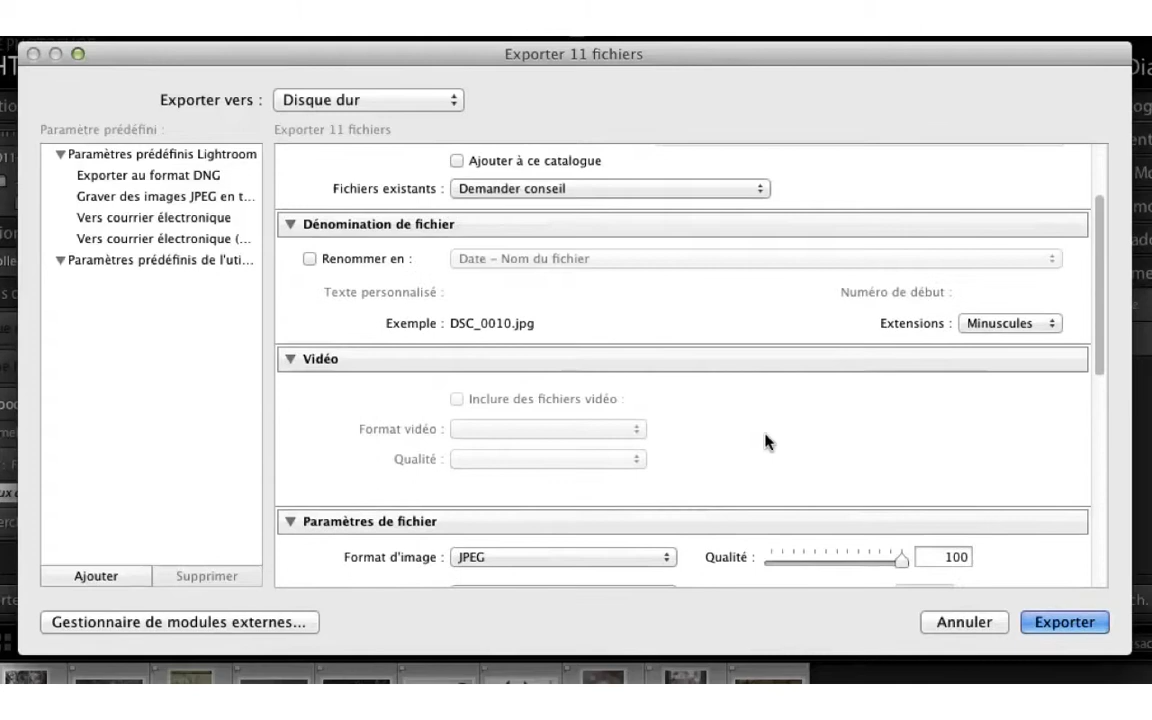 Exporter 11 fichiers
Exporter vers : Disque dur
Paramètre prédéfini :
Exporter 11 fichiers
Paramètres prédéfinis Lightroom
Exporter au format DNG
Graver des images JPEG en t...
Vers courrier électronique
Vers courrier électronique (...
Paramètres prédéfinis de l'uti...
Ajouter à ce catalogue
Fichiers existants : Demander conseil
Dénomination de fichier
Renommer en : Date – Nom du fichier
Texte personnalisé : Numéro de début :
Exemple : DSC_0010.jpg Extensions : Minuscules
Vidéo
Inclure des fichiers vidéo :
Format vidéo :
Qualité :
Paramètres de fichier
Format d'image : JPEG Qualité : 100
Ajouter Supprimer
Gestionnaire de modules externes... Annuler Exporter